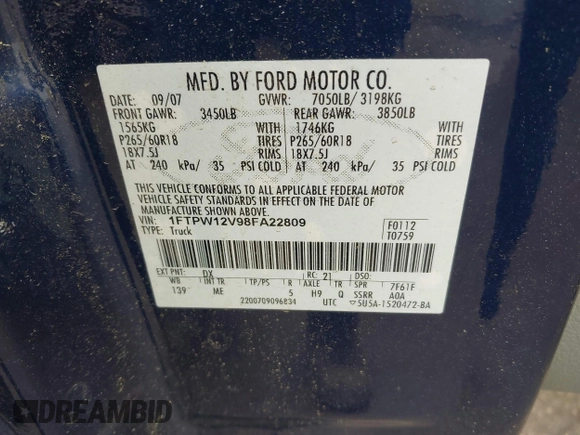 MFD. BY FORD MOTOR CO.
DATE: 09/07 GVWR: 7050LB/ 3198KG
FRONT GAWR: 3450LB REAR GAWR: 3850LB
1565KG WITH 1746KG WITH
P265/60R18 TIRES P265/60R18 TIRES
18X7.5J RIMS 18X7.5J RIMS
AT 240 kPa/ 35 PSI COLD AT 240 kPa/ 35 PSI COLD
THIS VEHICLE CONFORMS TO ALL APPLICABLE FEDERAL MOTOR
VEHICLE SAFETY AND THEFT PREVENTION STANDARDS IN EFFECT ON THE DATE OF
MANUFACTURE SHOWN ABOVE.
VIN: 1FTPW12V98FA22809 F0112
TYPE: Truck T0759
EXT PNT: DX RC: 21 DSO:
WB INT TR TP/PS R AXLE TR SPR 7F61F
139 ME 5 H9 Q SSRR AOA
2200709096834 UTC ▽5U5A-1520472-BA
DREAMBID